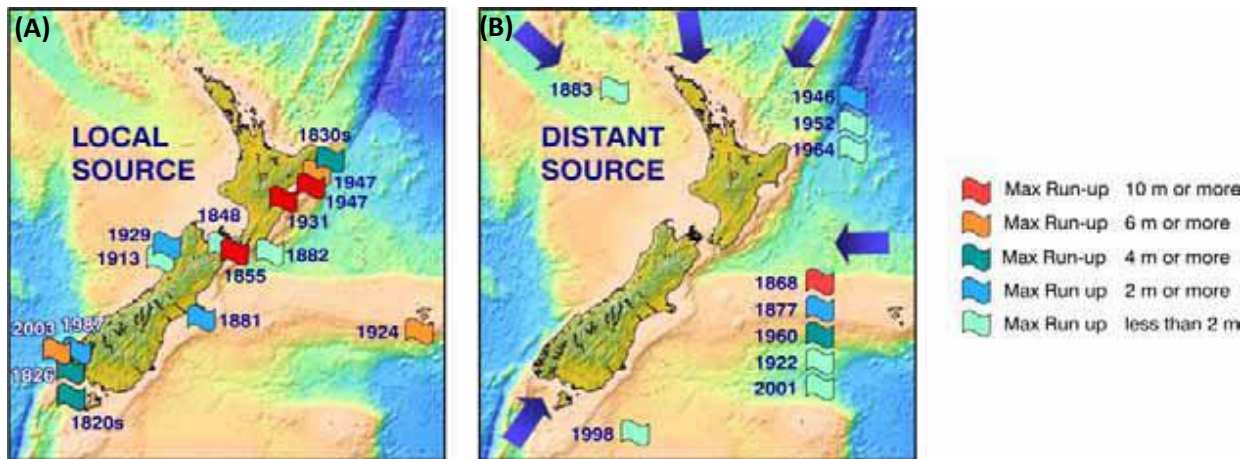 (A)
LOCAL
SOURCE
1830s
1947
1947
1931
1848
1929
1913
1882
1855
1881
1924
2003
1987
1826
1820s
(B)
1883
DISTANT
SOURCE
1946
1952
1964
1868
1877
1960
1922
2001
1998
Max Run-up 10 m or more
Max Run-up 6 m or more
Max Run-up 4 m or more
Max Run up 2 m or more
Max Run up less than 2 m